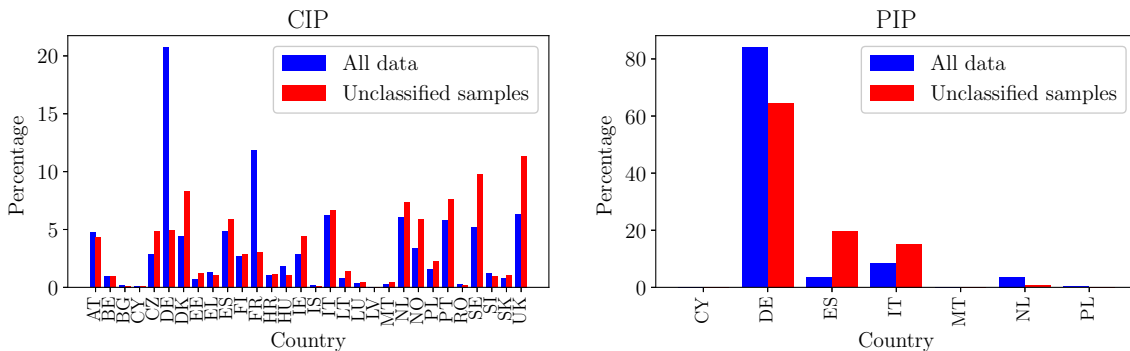 CIP
Percentage
20
15
10
5
0
All data
Unclassified samples
AT BE BG CY CZ DE DK EE EL ES FI FR HR HU IE IS IT LT LU LV MT NL NO PL PT RO SE SI SK UK
Country
PIP
Percentage
80
60
40
20
0
All data
Unclassified samples
CY DE ES IT MT NL PL
Country